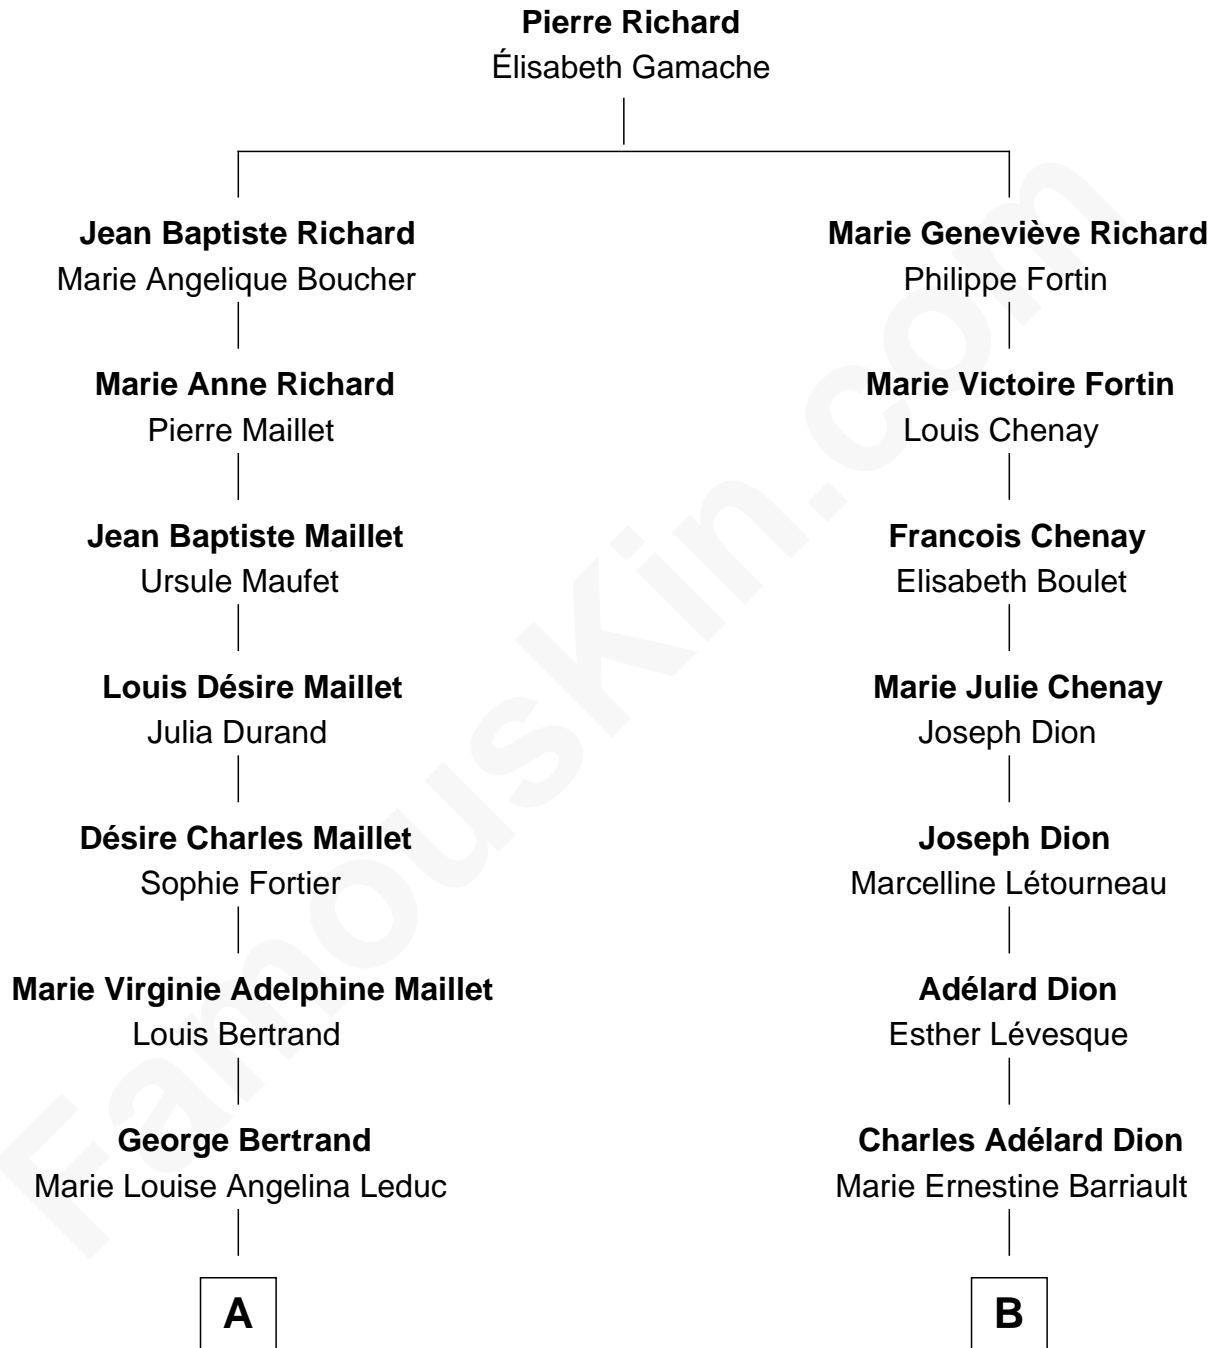 Pierre Richard
Élisabeth Gamache
Jean Baptiste Richard
Marie Angelique Boucher
Marie Geneviève Richard
Philippe Fortin
Marie Anne Richard
Pierre Maillet
Marie Victoire Fortin
Louis Chenay
Jean Baptiste Maillet
Ursule Maufet
Francois Chenay
Elisabeth Boulet
Louis Désire Maillet
Julia Durand
Marie Julie Chenay
Joseph Dion
Désire Charles Maillet
Sophie Fortier
Joseph Dion
Marcelline Létourneau
Marie Virginie Adelphine Maillet
Louis Bertrand
Adélard Dion
Esther Lévesque
George Bertrand
Marie Louise Angelina Leduc
Charles Adélard Dion
Marie Ernestine Barriault
A
B
FamousKin.com